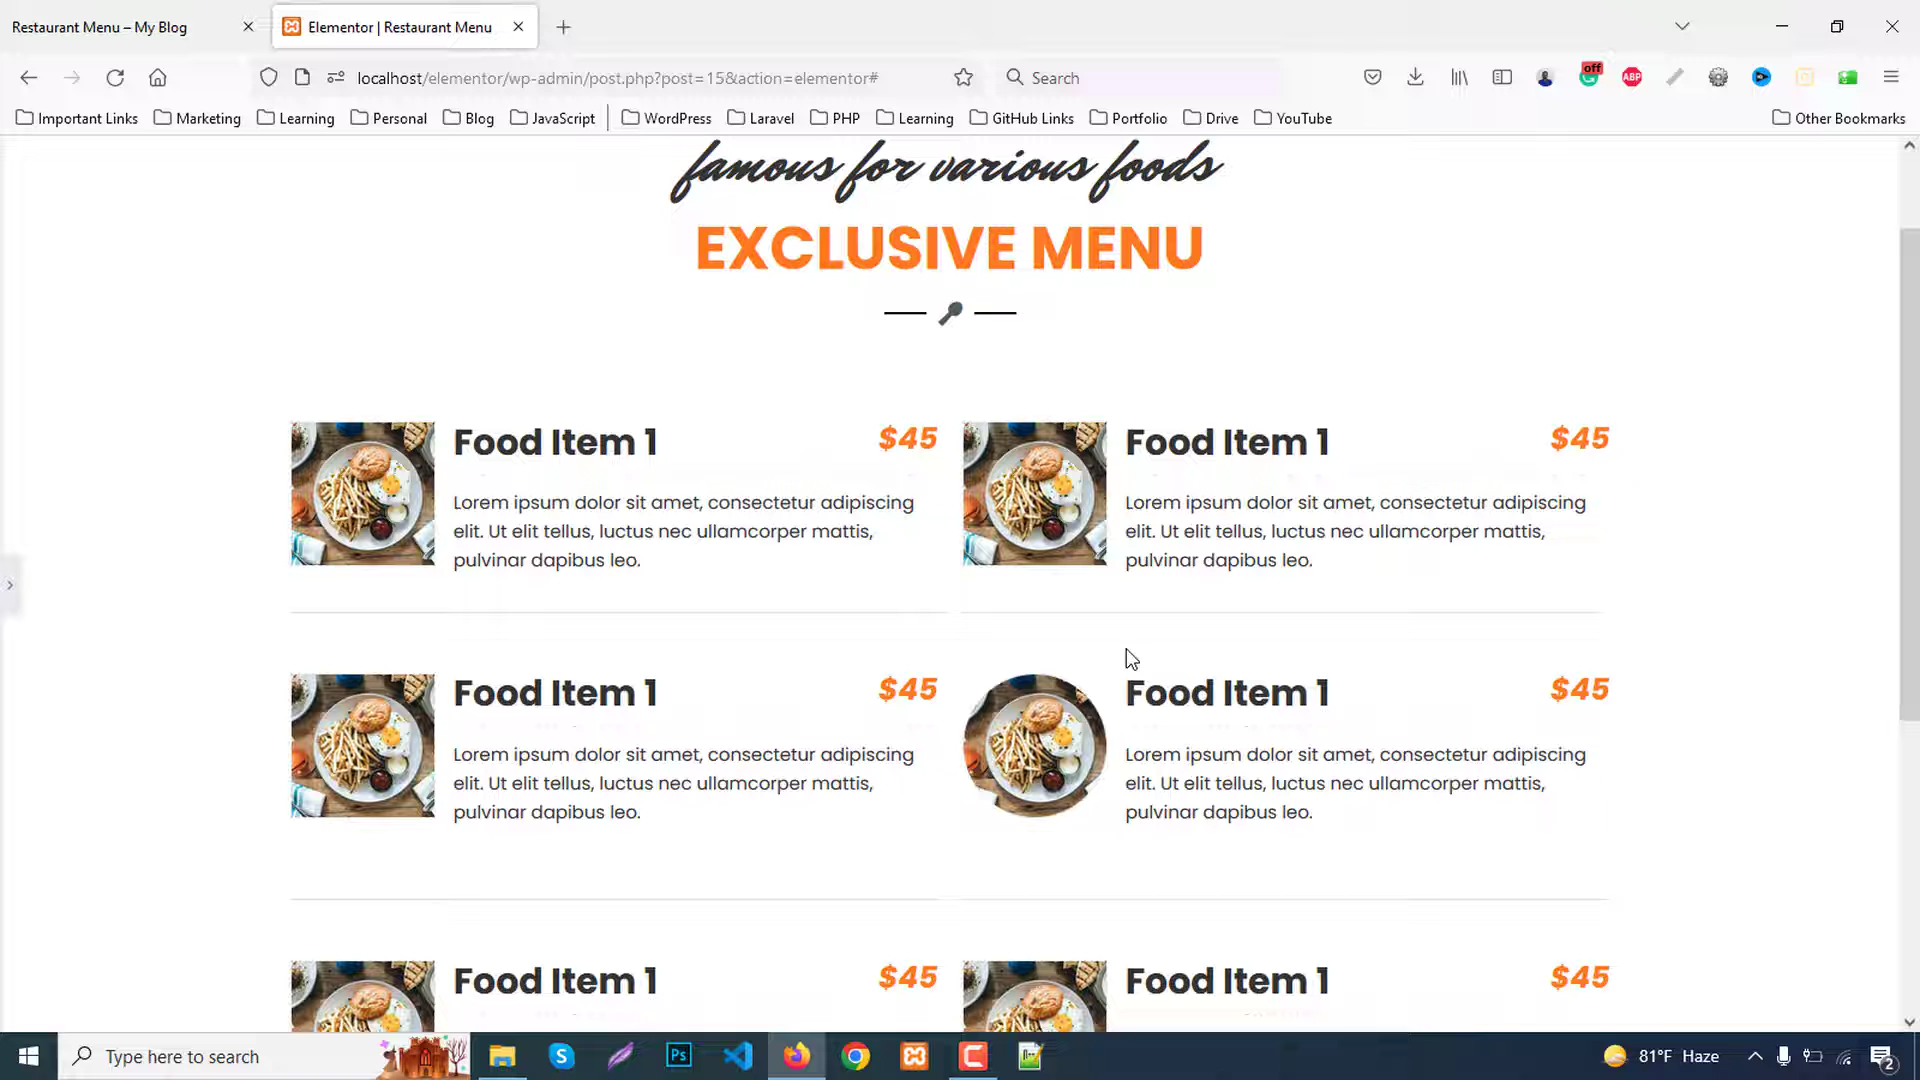 Restaurant Menu – My Blog
Elementor | Restaurant Menu
localhost/elementor/wp-admin/post.php?post=15&action=elementor#
Search
off
ABP
Important Links
Marketing
Learning
Personal
Blog
JavaScript
WordPress
Laravel
PHP
Learning
GitHub Links
Portfolio
Drive
YouTube
Other Bookmarks
famous for various foods
EXCLUSIVE MENU
Food Item 1
$45
Lorem ipsum dolor sit amet, consectetur adipiscing
elit. Ut elit tellus, luctus nec ullamcorper mattis,
pulvinar dapibus leo.
Food Item 1
$45
Lorem ipsum dolor sit amet, consectetur adipiscing
elit. Ut elit tellus, luctus nec ullamcorper mattis,
pulvinar dapibus leo.
Food Item 1
$45
Lorem ipsum dolor sit amet, consectetur adipiscing
elit. Ut elit tellus, luctus nec ullamcorper mattis,
pulvinar dapibus leo.
Food Item 1
$45
Lorem ipsum dolor sit amet, consectetur adipiscing
elit. Ut elit tellus, luctus nec ullamcorper mattis,
pulvinar dapibus leo.
Food Item 1
$45
Food Item 1
$45
Type here to search
Ps
81°F Haze
2